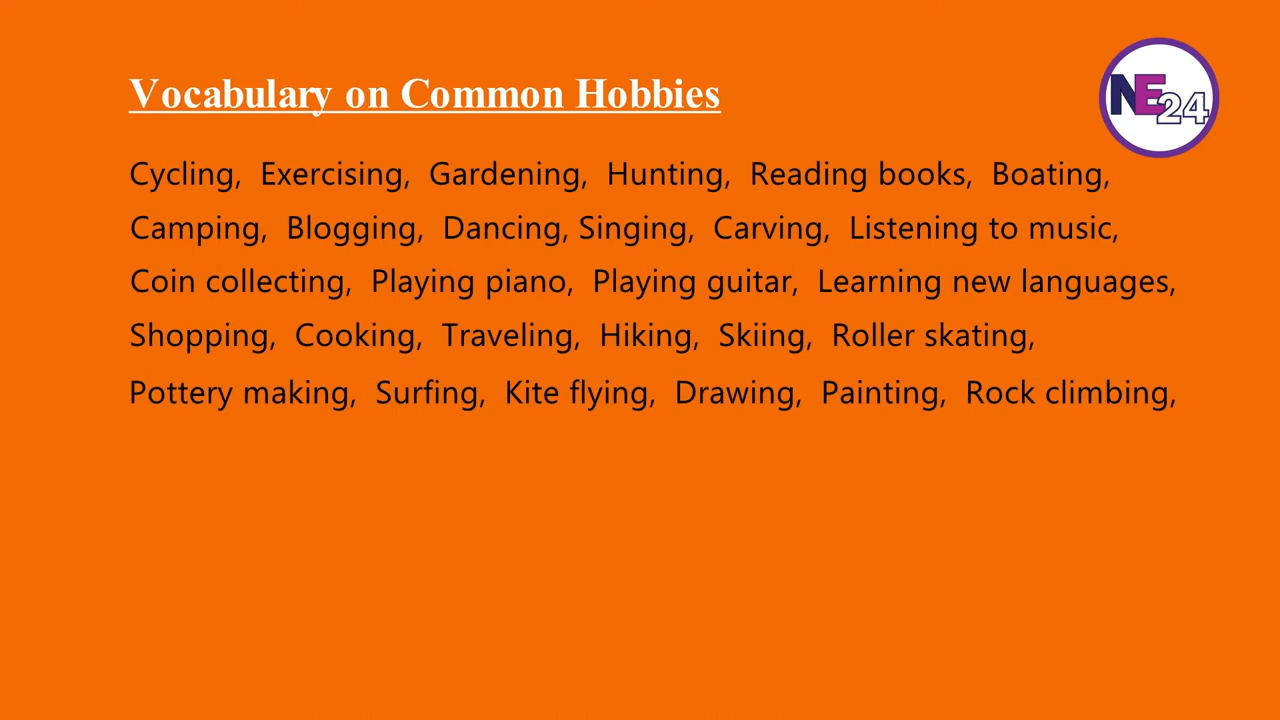 Vocabulary on Common Hobbies
NE24
Cycling, Exercising, Gardening, Hunting, Reading books, Boating,
Camping, Blogging, Dancing, Singing, Carving, Listening to music,
Coin collecting, Playing piano, Playing guitar, Learning new languages,
Shopping, Cooking, Traveling, Hiking, Skiing, Roller skating,
Pottery making, Surfing, Kite flying, Drawing, Painting, Rock climbing,